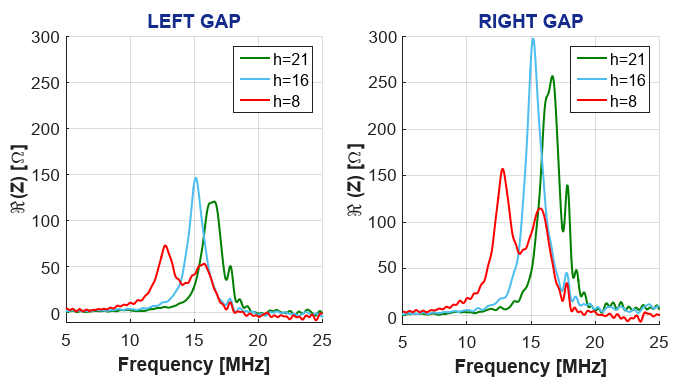 LEFT GAP
300
250
200
150
100
50
0
5
10
15
20
25
ℜ(Z) [Ω]
Frequency [MHz]
h=21
h=16
h=8
RIGHT GAP
300
250
200
150
100
50
0
5
10
15
20
25
ℜ (Z) [Ω]
Frequency [MHz]
h=21
h=16
h=8